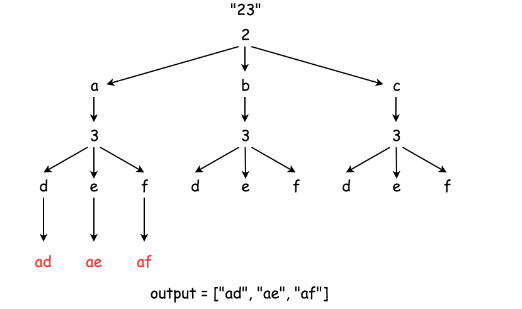 "23"
2
a b c
3 3 3
d e f d e f d e f
ad ae af
output = ["ad", "ae", "af"]